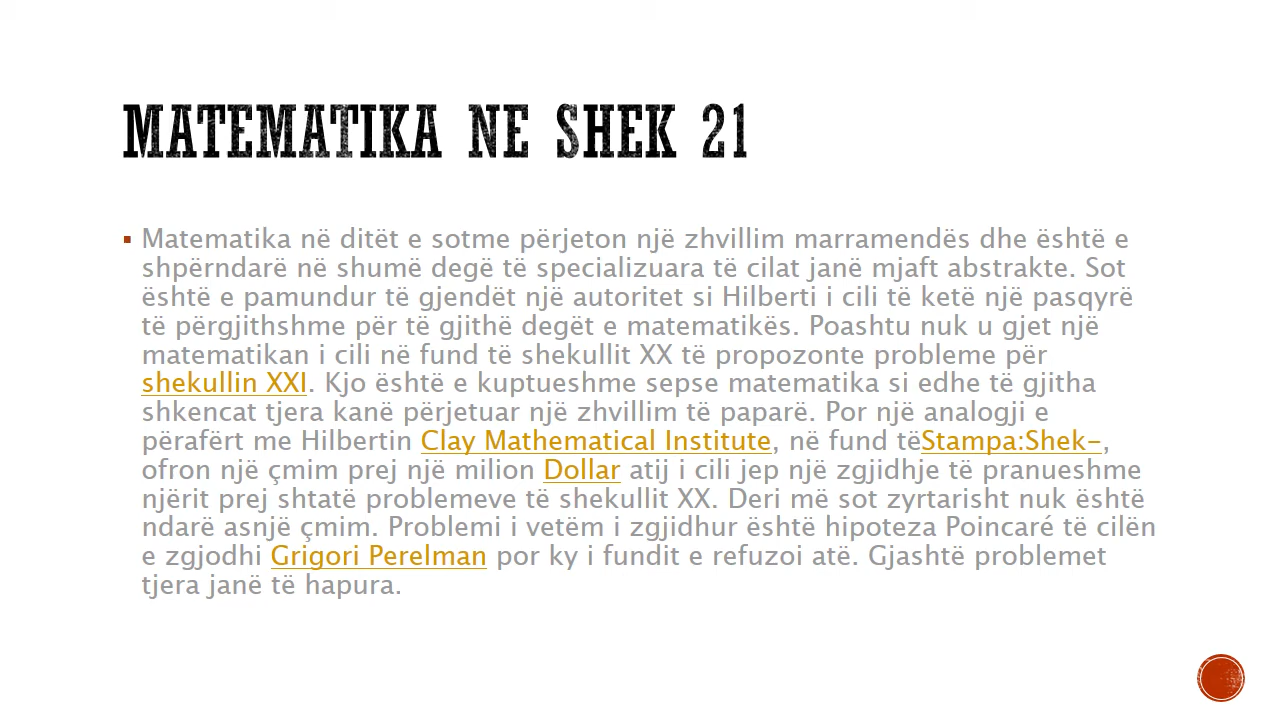 MATEMATIKA NE SHEK 21
▪ Matematika në ditët e sotme përjeton një zhvillim marramendës dhe është e
shpërndarë në shumë degë të specializuara të cilat janë mjaft abstrakte. Sot
është e pamundur të gjendët një autoritet si Hilberti i cili të ketë një pasqyrë
të përgjithshme për të gjithë degët e matematikës. Poashtu nuk u gjet një
matematikan i cili në fund të shekullit XX të propozonte probleme për
shekullin XXI. Kjo është e kuptueshme sepse matematika si edhe të gjitha
shkencat tjera kanë përjetuar një zhvillim të paparë. Por një analogji e
përafërt me Hilbertin Clay Mathematical Institute, në fund tëStampa:Shek-,
ofron një çmim prej një milion Dollar atij i cili jep një zgjidhje të pranueshme
njërit prej shtatë problemeve të shekullit XX. Deri më sot zyrtarisht nuk është
ndarë asnjë çmim. Problemi i vetëm i zgjidhur është hipoteza Poincaré të cilën
e zgjodhi Grigori Perelman por ky i fundit e refuzoi atë. Gjashtë problemet
tjera janë të hapura.